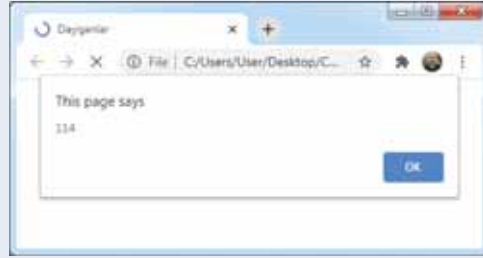 Dəyişənlər
File C:/Users/User/Desktop/C...
This page says
114
OK